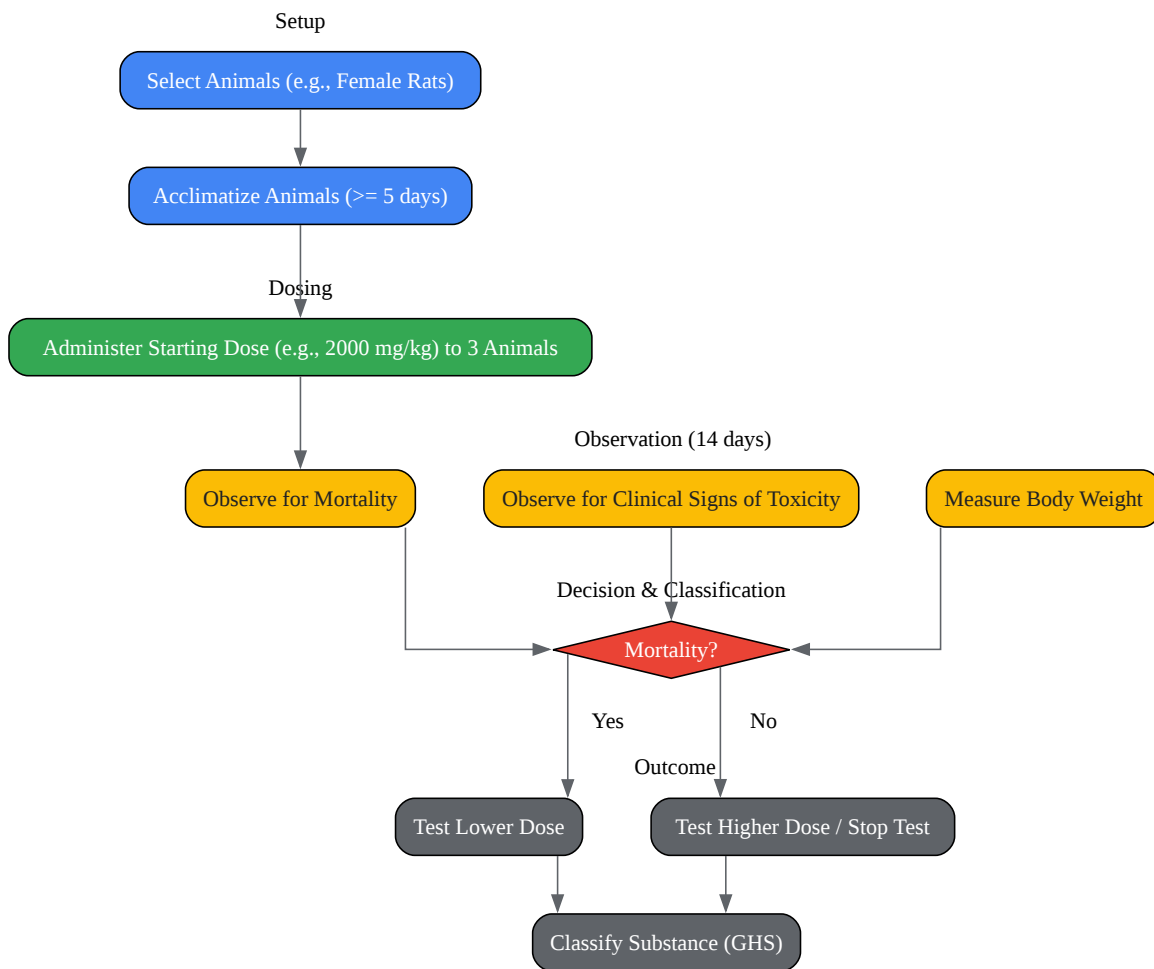 Setup
Select Animals (e.g., Female Rats)
Acclimatize Animals (>= 5 days)
Dosing
Administer Starting Dose (e.g., 2000 mg/kg) to 3 Animals
Observation (14 days)
Observe for Mortality
Observe for Clinical Signs of Toxicity
Measure Body Weight
Decision & Classification
Mortality?
Yes
No
Outcome
Test Lower Dose
Test Higher Dose / Stop Test
Classify Substance (GHS)